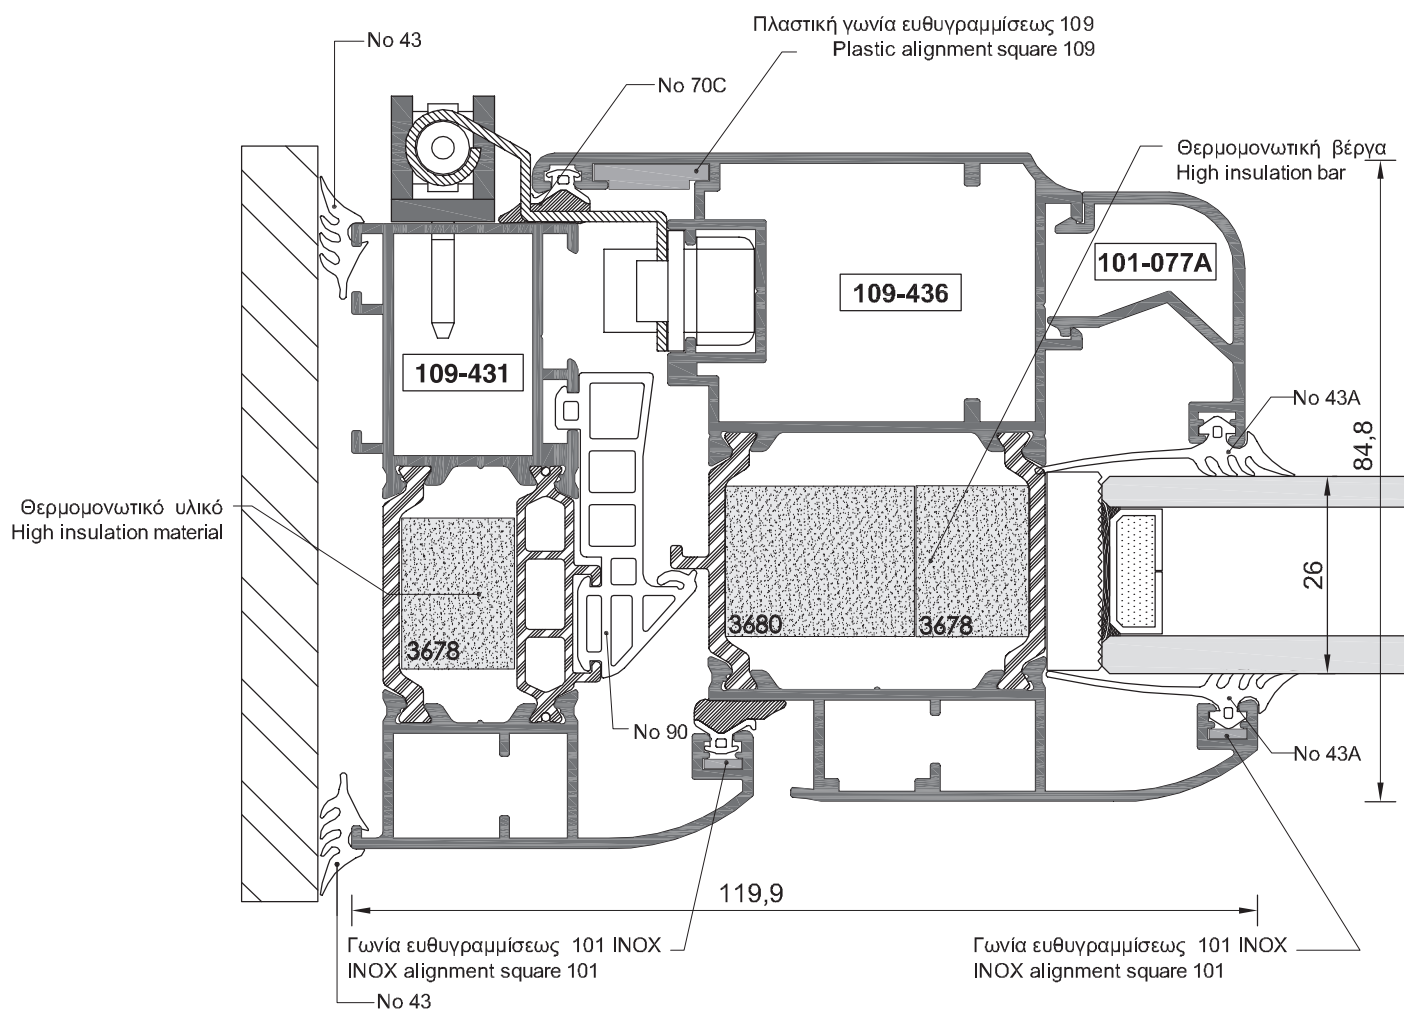 Πλαστική γωνία ευθυγραμμίσεως 109
Plastic alignment square 109
No 43
No 70C
Θερμομονωτική βέργα
High insulation bar
101-077A
109-436
109-431
No 43A
84,8
Θερμομονωτικό υλικό
High insulation material
26
3680
3678
3678
No 90
No 43A
119,9
Γωνία ευθυγραμμίσεως 101 INOX
INOX alignment square 101
Γωνία ευθυγραμμίσεως 101 INOX
INOX alignment square 101
No 43